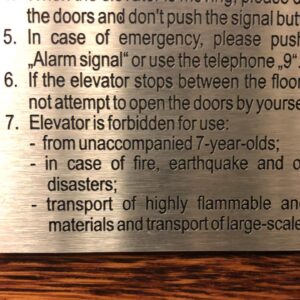 the doors and don't push the signal but
5. In case of emergency, please pus
„Alarm signal“ or use the telephone „9“.
6. If the elevator stops between the floor
not attempt to open the doors by yourse
7. Elevator is forbidden for use:
- from unaccompanied 7-year-olds;
- in case of fire, earthquake and o
disasters;
- transport of highly flammable an
materials and transport of large-scale